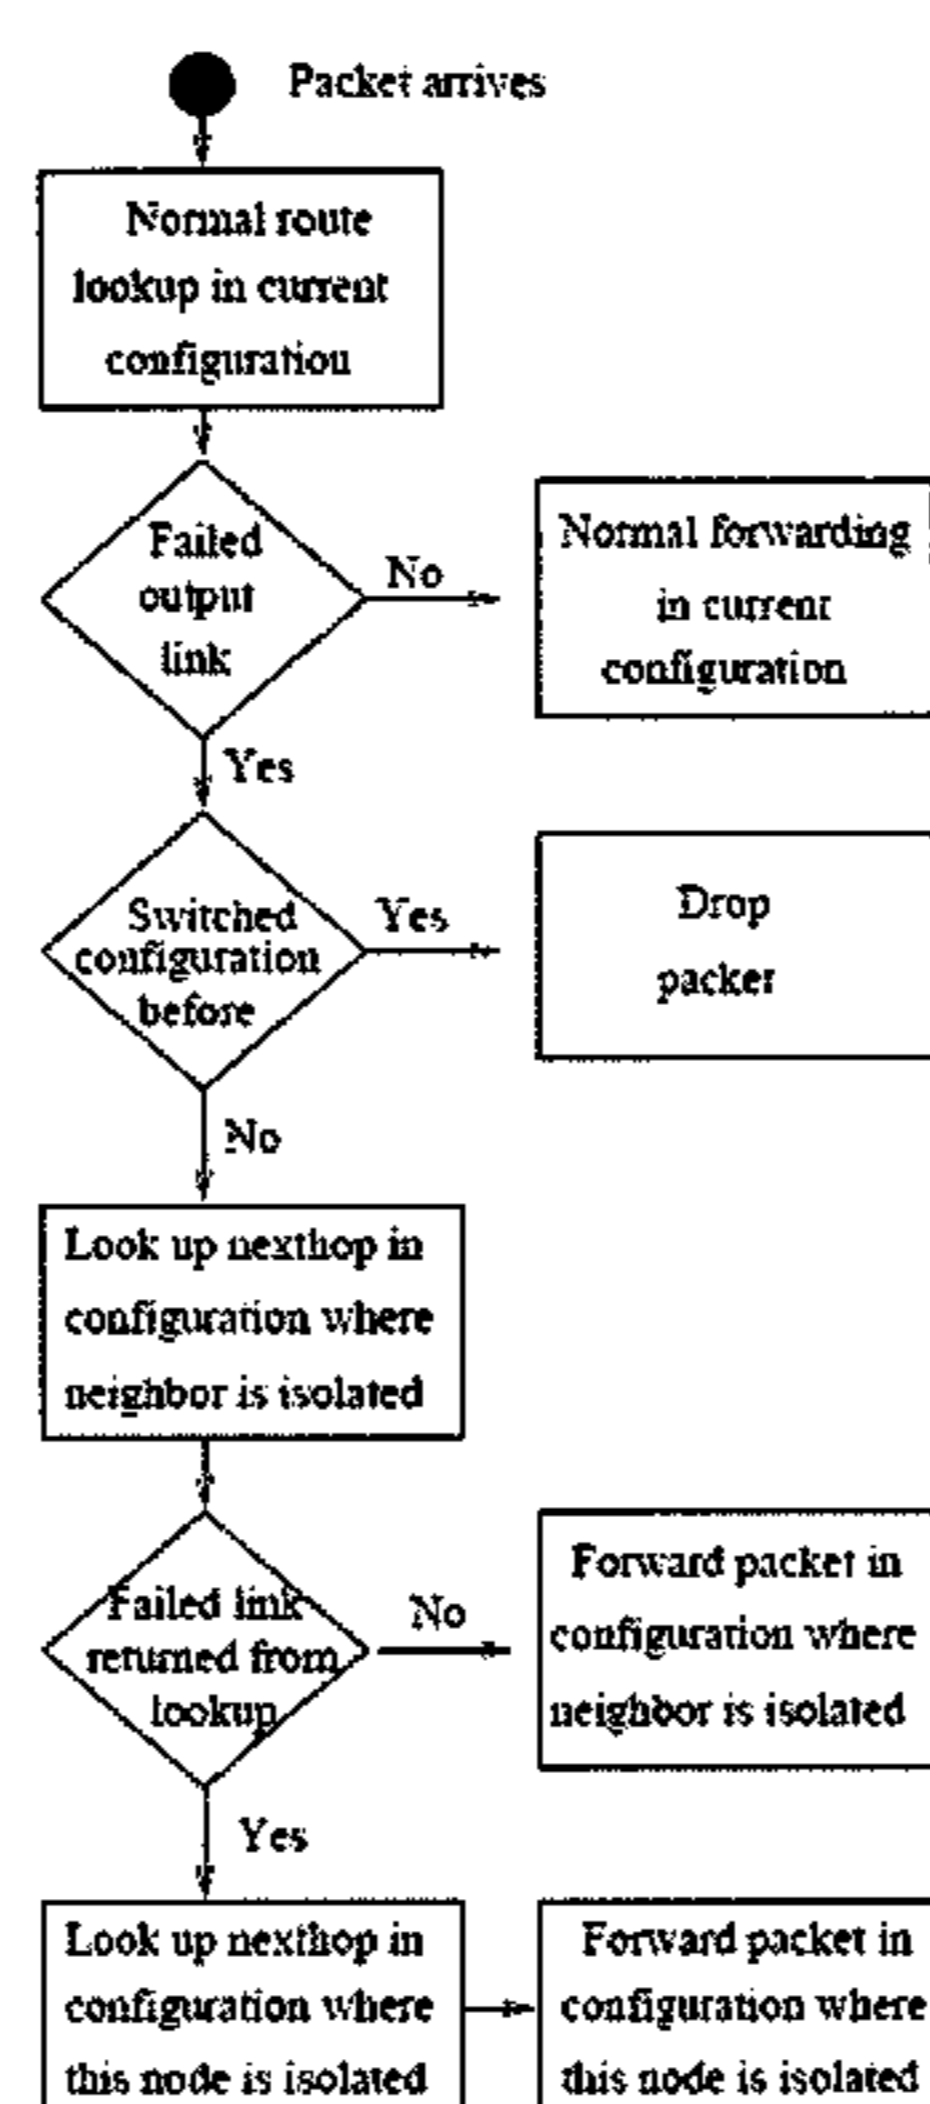 Packet arrives
Normal route
lookup in current
configuration
Failed
output
link
No
Normal forwarding
in current
configuration
Yes
Switched
configuration
before
Yes
Drop
packer
No
Look up nexthop in
configuration where
neighbor is isolated
Failed link
returned from
lookup
No
Forward packet in
configuration where
neighbor is isolated
Yes
Look up nexthop in
configuration where
this node is isolated
Forward packet in
configuration where
this node is isolated